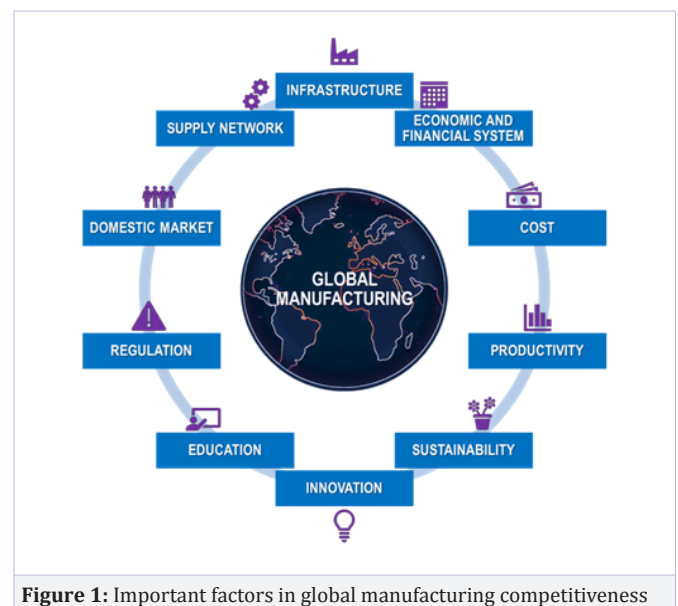 INFRASTRUCTURE
ECONOMIC AND
FINANCIAL SYSTEM
SUPPLY NETWORK
DOMESTIC MARKET
COST
GLOBAL
MANUFACTURING
REGULATION
PRODUCTIVITY
EDUCATION
SUSTAINABILITY
INNOVATION
Figure 1: Important factors in global manufacturing competitiveness